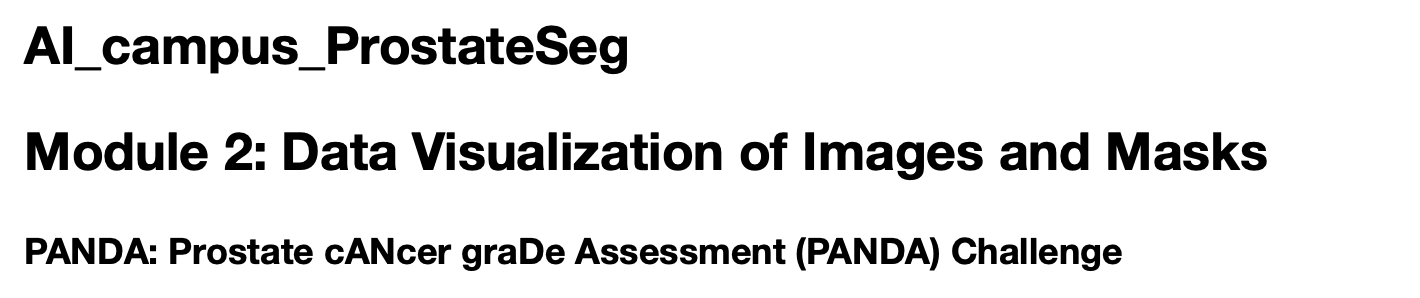 AI_campus_ProstateSeg
Module 2: Data Visualization of Images and Masks
PANDA: Prostate cANcer graDe Assessment (PANDA) Challenge